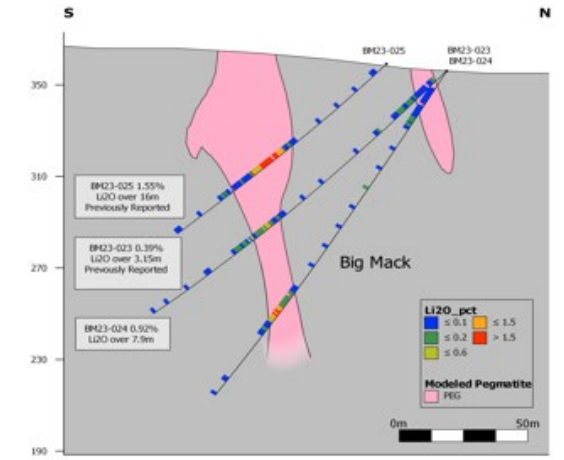 S
N
BM23-025
BM23-023
BM23-024
350
310
270
230
190
BM23-025 1.55%
Li2O over 16m
Previously Reported
BM23-023 0.39%
Li2O over 3.15m
Prevously Reported
BM23-024 0.92%
Li2O over 7.9m
Big Mack
Li2O_pct
≤ 0.1 ≤ 1.5
≤ 0.2 > 1.5
≤ 0.6
Modeled Pegmatite
PEG
0m 50m